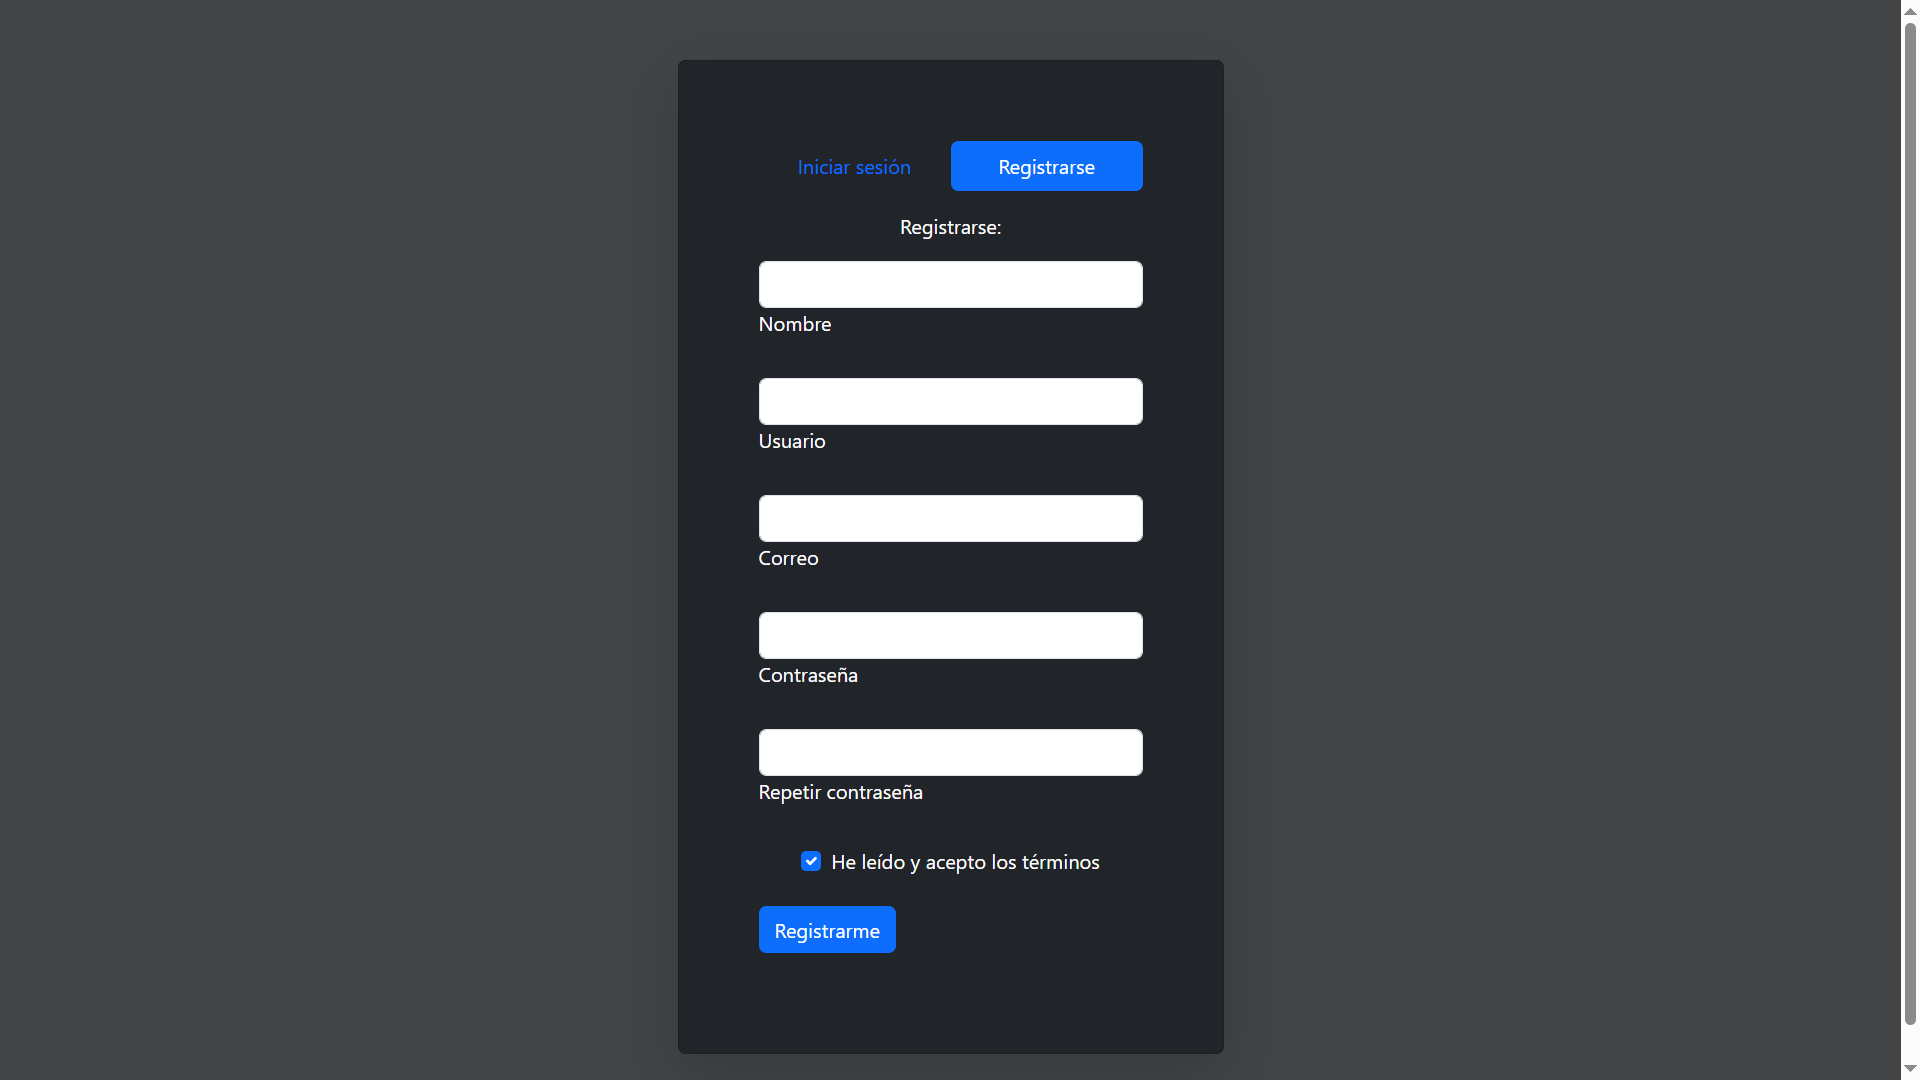 Iniciar sesión
Registrarse
Registrarse:
Nombre
Usuario
Correo
Contraseña
Repetir contraseña
He leído y acepto los términos
Registrarme